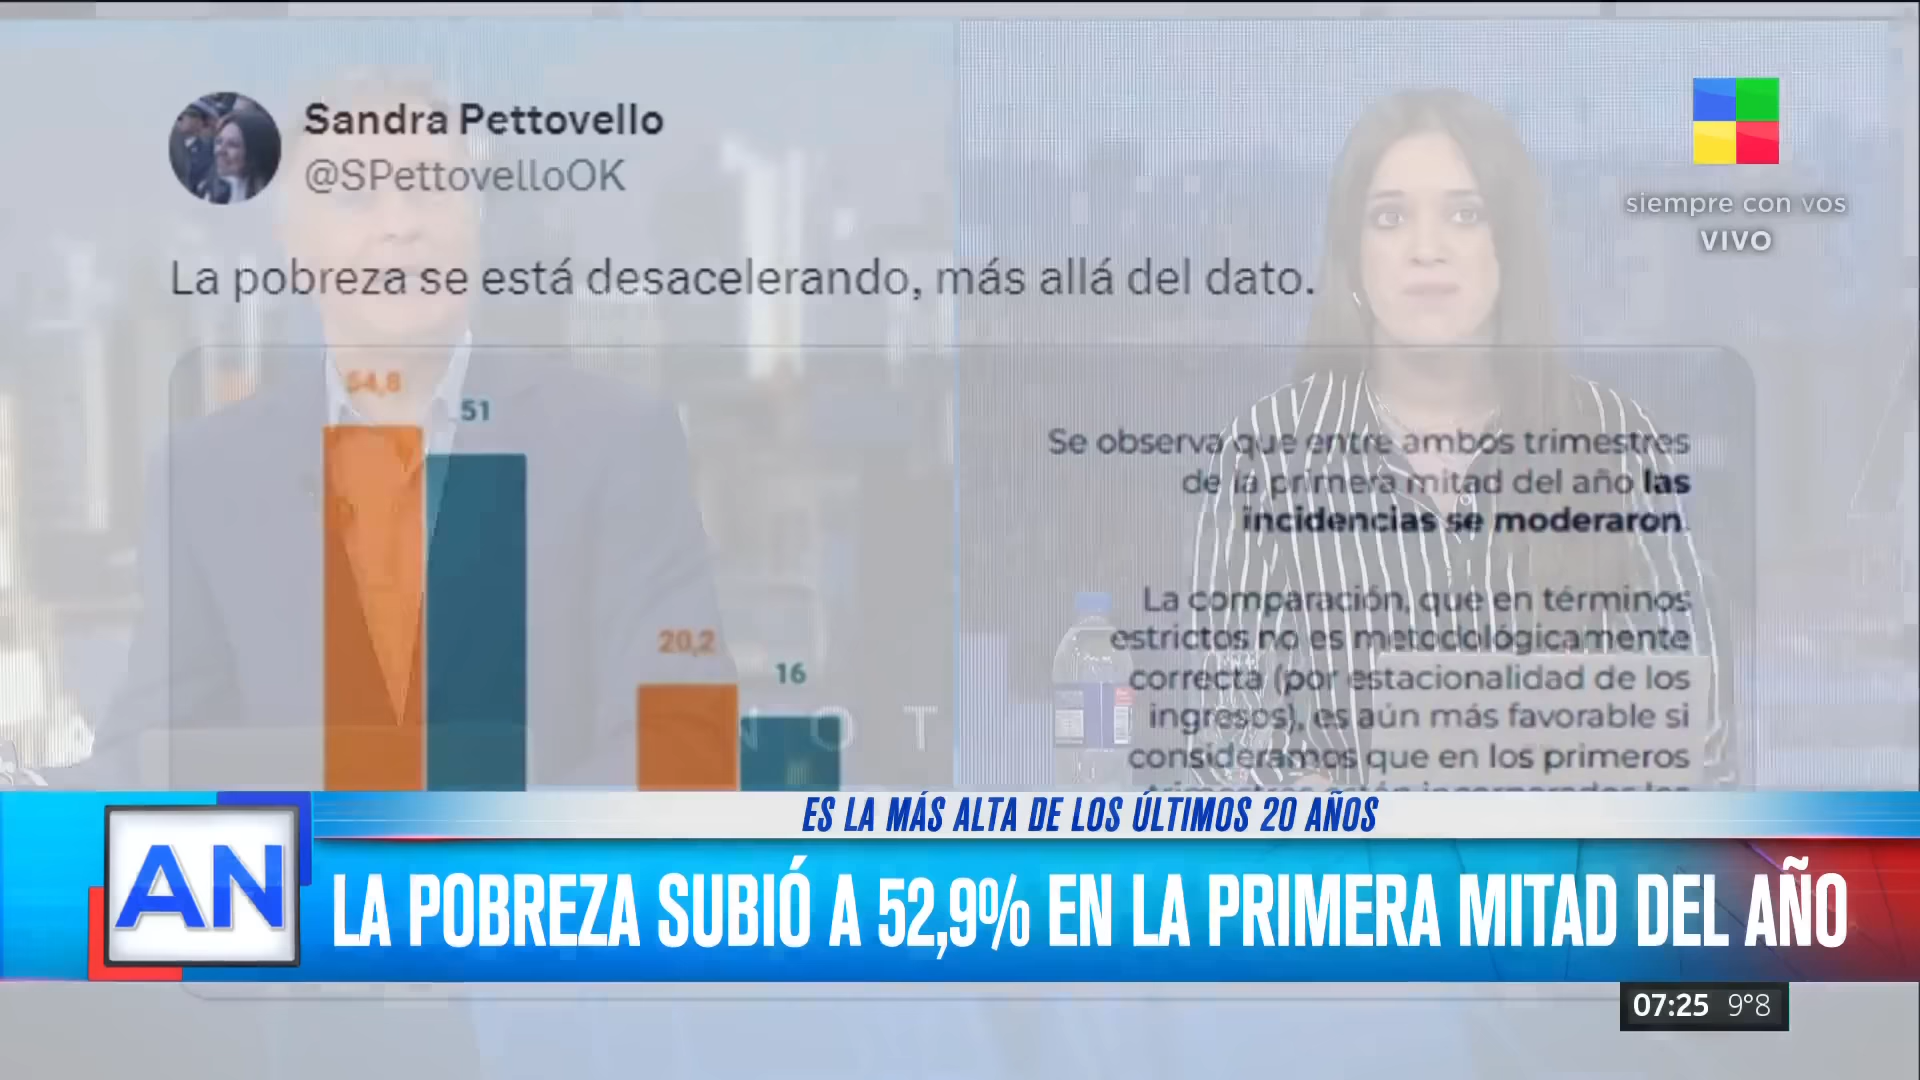 Sandra Pettovello
@SPettovelloOK
siempre con vos
VIVO
La pobreza se está desacelerando, más allá del dato.
54,8
51
20,2
16
Se observa que entre ambos trimestres
de la primera mitad del año las
incidencias se moderaron.
La comparación, que en términos
estrictos no es metodológicamente
correcta (por estacionalidad de los
ingresos), es aún más favorable si
consideramos que en los primeros
NOT
ES LA MÁS ALTA DE LOS ÚLTIMOS 20 AÑOS
AN
LA POBREZA SUBIÓ A 52,9% EN LA PRIMERA MITAD DEL AÑO
07:25 9°8